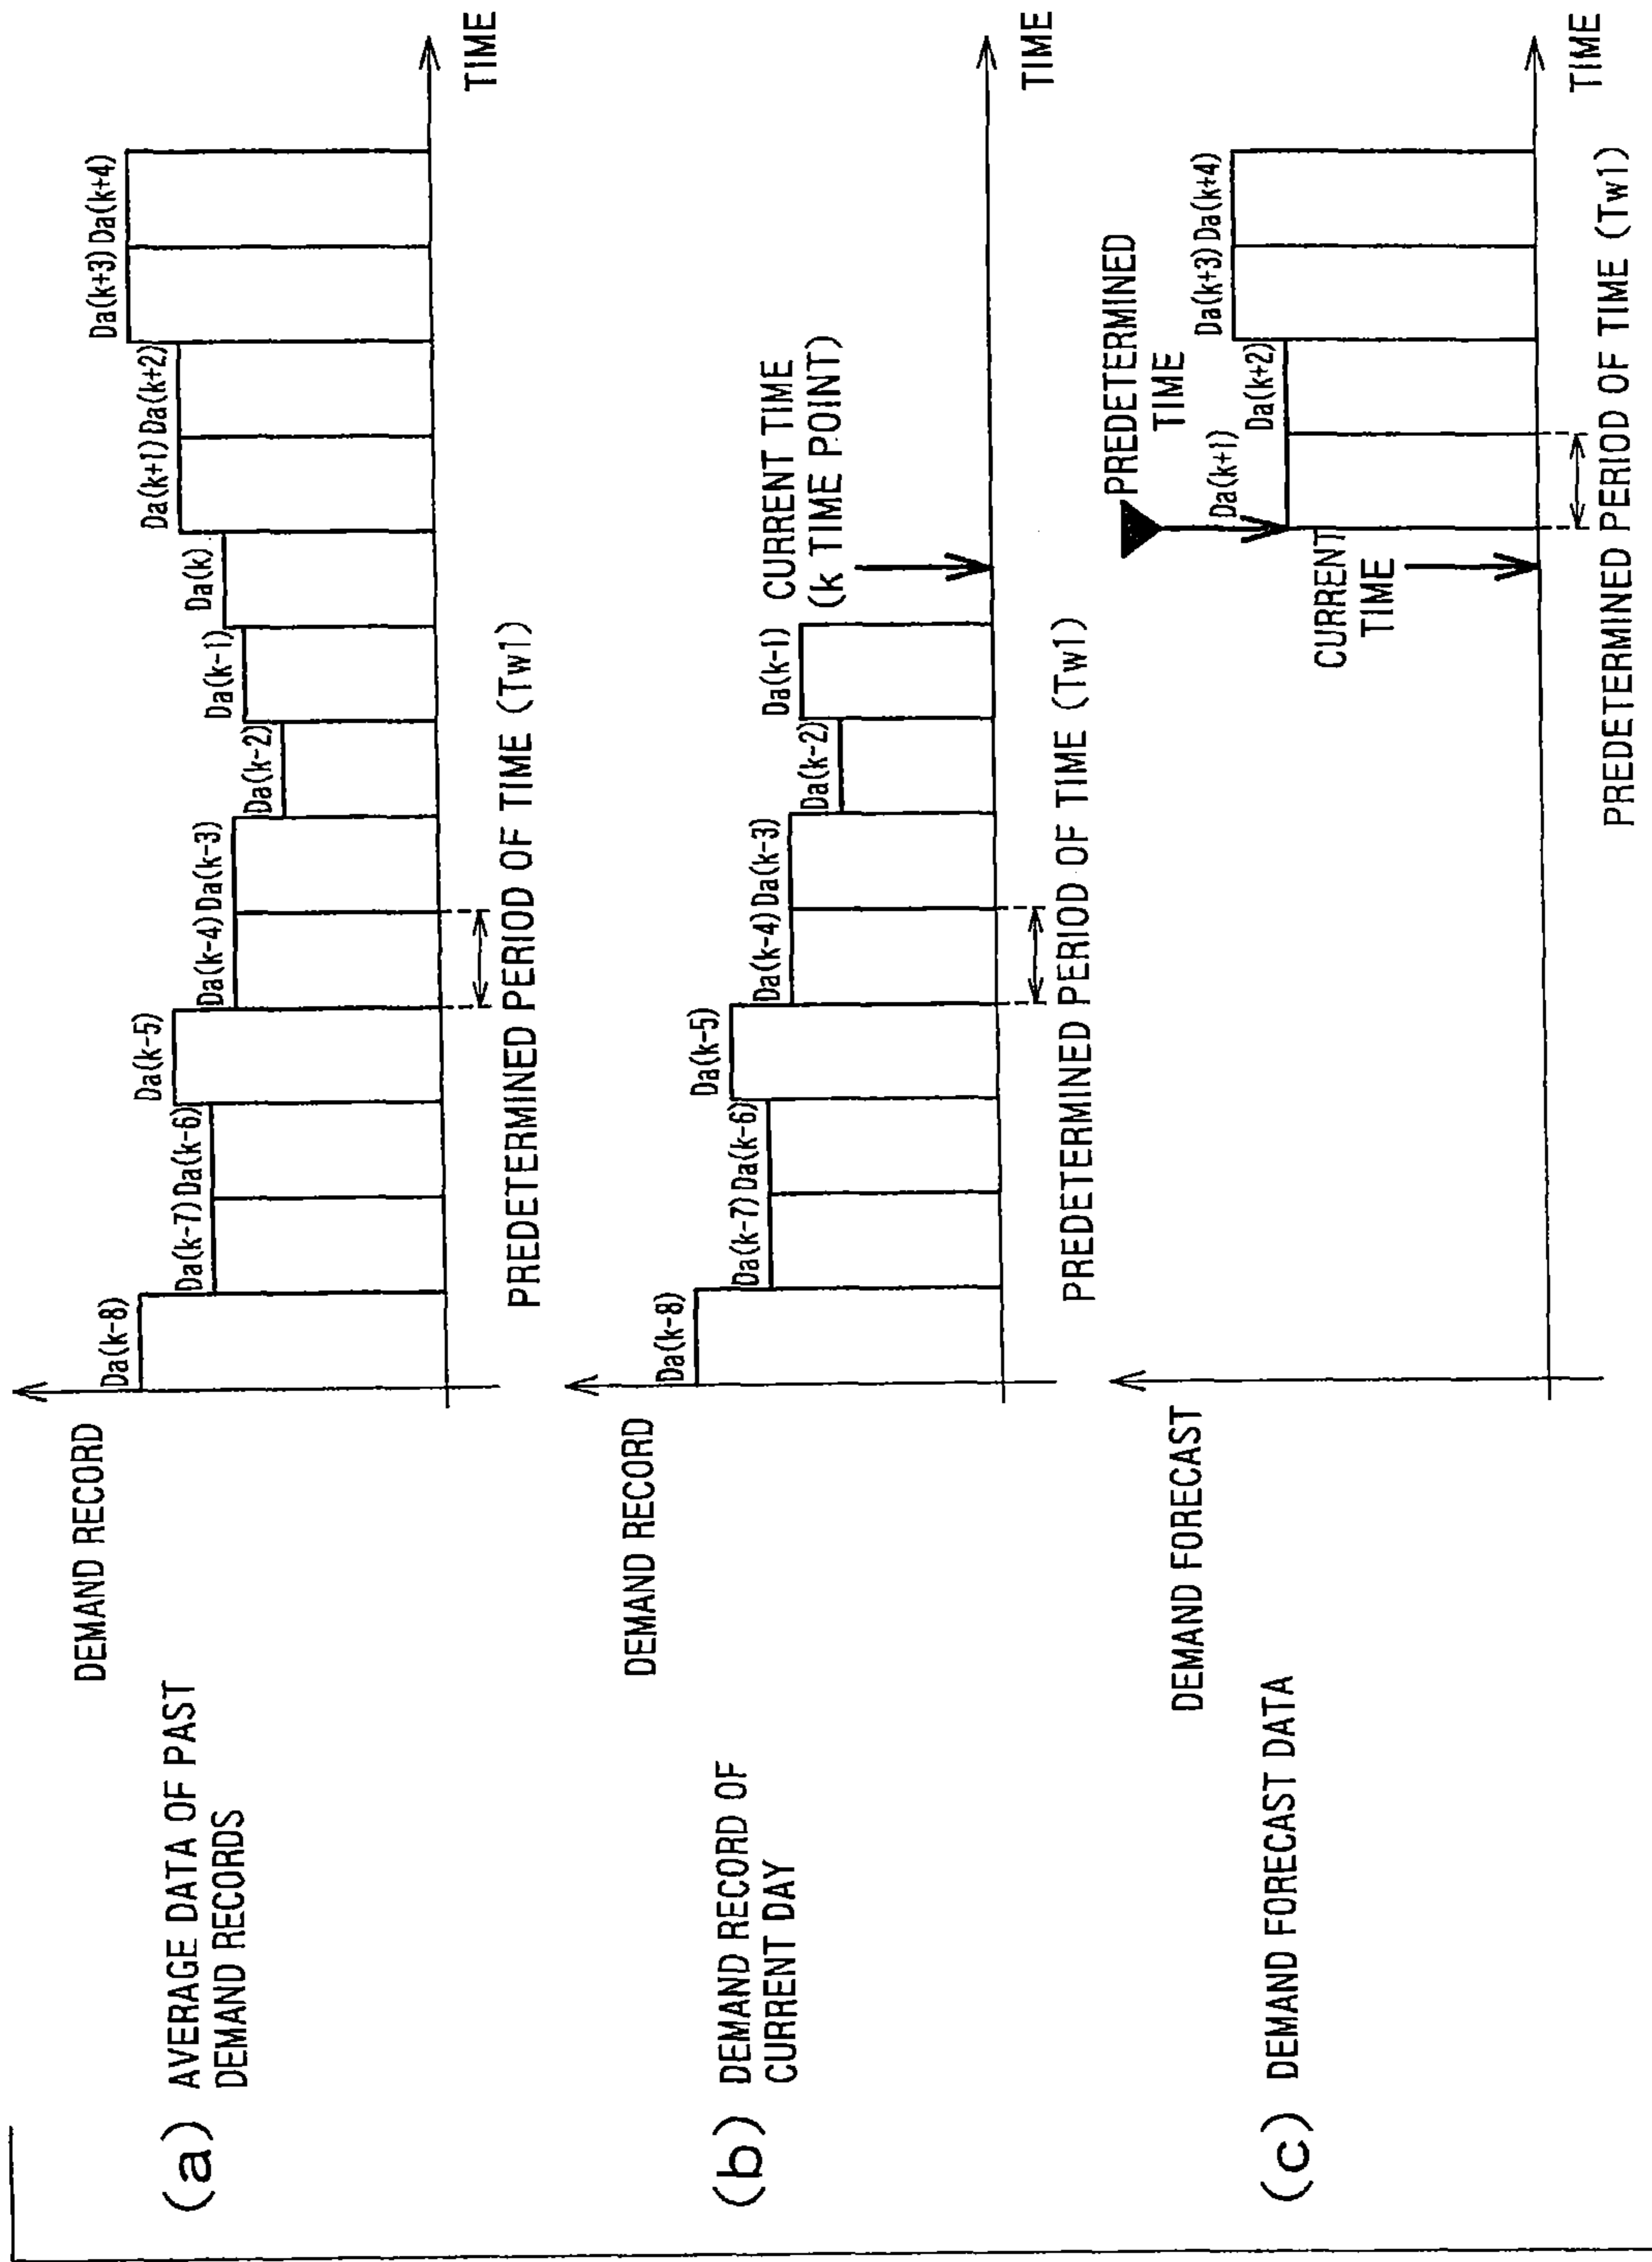 (a) AVERAGE DATA OF PAST
DEMAND RECORDS
DEMAND RECORD
Da(k-8)
Da(k-7)
Da(k-6)
Da(k-5)
Da(k-4)
Da(k-3)
Da(k-2)
Da(k-1)
Da(k)
Da(k+1)
Da(k+2)
Da(k+3)
Da(k+4)
TIME
PREDETERMINED PERIOD OF TIME (Tw1)
(b) DEMAND RECORD OF
CURRENT DAY
DEMAND RECORD
Da(k-8)
Da(k-7)
Da(k-6)
Da(k-5)
Da(k-4)
Da(k-3)
Da(k-2)
Da(k-1)
CURRENT TIME
(k TIME POINT)
TIME
PREDETERMINED PERIOD OF TIME (Tw1)
(c) DEMAND FORECAST DATA
DEMAND FORECAST
PREDETERMINED
TIME
CURRENT
TIME
Da(k+1)
Da(k+2)
Da(k+3)
Da(k+4)
TIME
PREDETERMINED PERIOD OF TIME (Tw1)